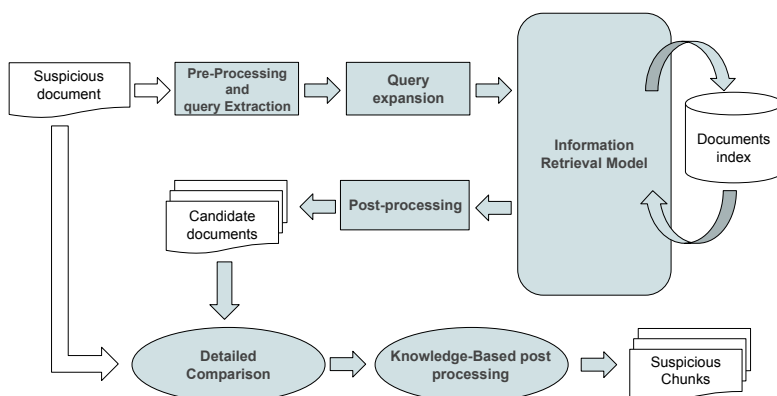 Suspicious
document
Pre-Processing
and
query Extraction
Query
expansion
Information
Retrieval Model
Documents
index
Post-processing
Candidate
documents
Detailed
Comparison
Knowledge-Based post
processing
Suspicious
Chunks